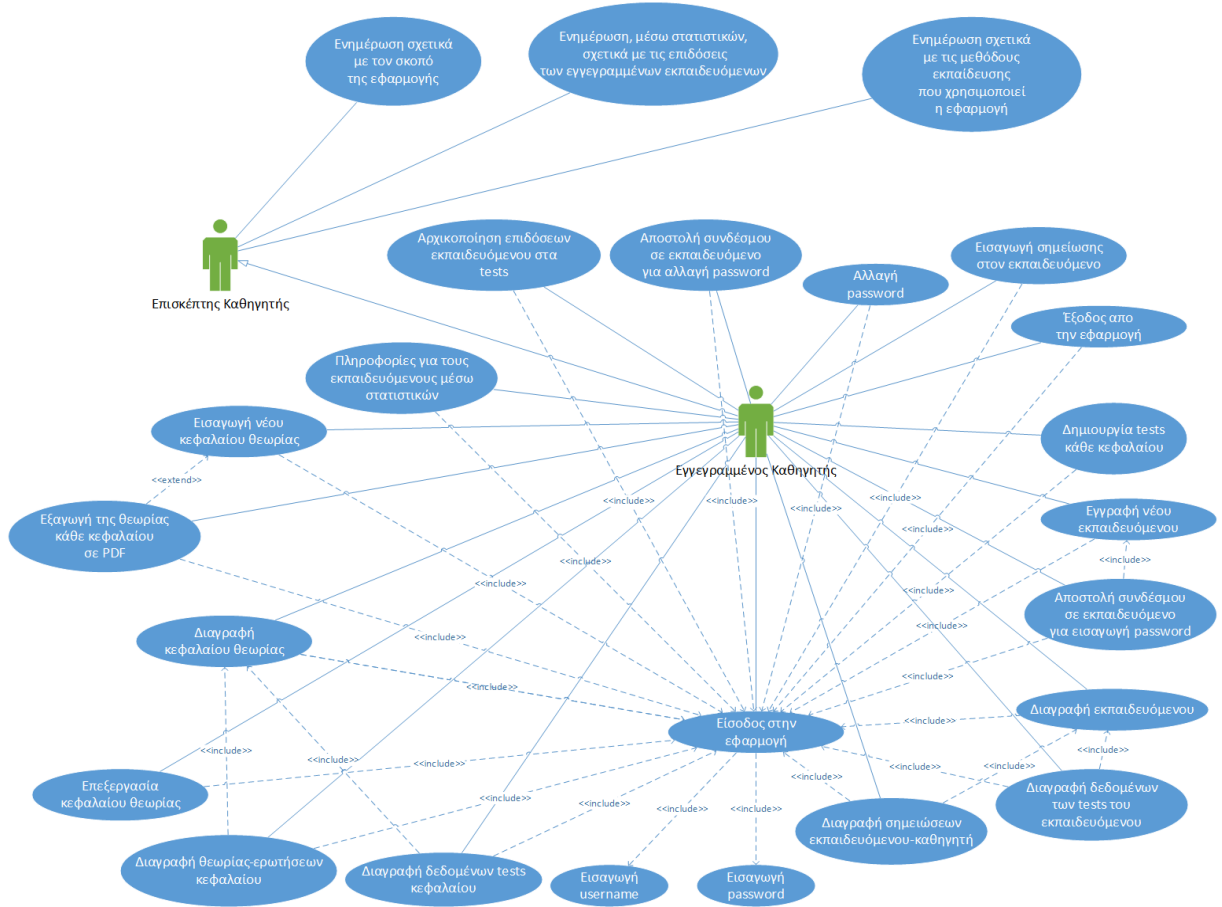 Ενημέρωση σχετικά
με τον σκοπό
της εφαρμογής
Ενημέρωση, μέσω στατιστικών,
σχετικά με τις επιδόσεις
των εγγεγραμμένων εκπαιδευόμενων
Ενημέρωση σχετικά
με τις μεθόδους
εκπαίδευσης
που χρησιμοποιεί
η εφαρμογή
Επισκέπτης Καθηγητής
Αρχικοποίηση επιδόσεων
εκπαιδευόμενου στα
tests
Αποστολή συνδέσμου
σε εκπαιδευόμενο
για αλλαγή password
Αλλαγή
password
Εισαγωγή σημείωσης
στον εκπαιδευόμενο
Έξοδος απο
την εφαρμογή
Πληροφορίες για τους
εκπαιδευόμενους μέσω
στατιστικών
Εισαγωγή νέου
κεφαλαίου θεωρίας
Εγγεγραμμένος Καθηγητής
Δημιουργία tests
κάθε κεφαλαίου
<<extend>>
<<include>>
<<include>>
<<include>>
<<include>>
Εξαγωγή της θεωρίας
κάθε κεφαλαίου
σε PDF
Εγγραφή νέου
εκπαιδευόμενου
<<include>>
<<include>>
<<include>>
Αποστολή συνδέσμου
σε εκπαιδευόμενο
για εισαγωγή password
Διαγραφή
κεφαλαίου θεωρίας
<<include>>
<<include>>
<<include>>
<<include>>
Είσοδος στην
εφαρμογή
Διαγραφή εκπαιδευόμενου
<<include>>
<<include>>
<<include>>
<<include>>
<<include>>
<<include>>
<<include>>
Επεξεργασία
κεφαλαίου θεωρίας
<<include>>
<<include>>
<<include>>
<<include>>
<<include>>
Διαγραφή δεδομένων
των tests του
εκπαιδευόμενου
Διαγραφή σημειώσεων
εκπαιδευόμενου-καθηγητή
Διαγραφή θεωρίας-ερωτήσεων
κεφαλαίου
Διαγραφή δεδομένων tests
κεφαλαίου
Εισαγωγή
username
Εισαγωγή
password